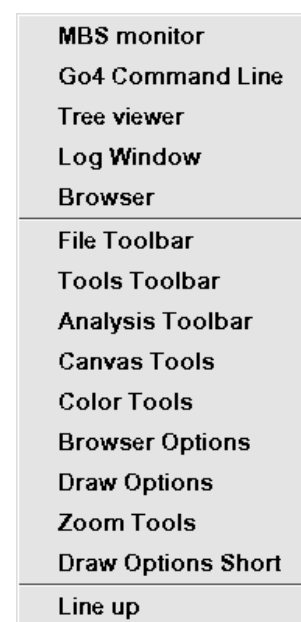 MBS monitor
Go4 Command Line
Tree viewer
Log Window
Browser
File Toolbar
Tools Toolbar
Analysis Toolbar
Canvas Tools
Color Tools
Browser Options
Draw Options
Zoom Tools
Draw Options Short
Line up